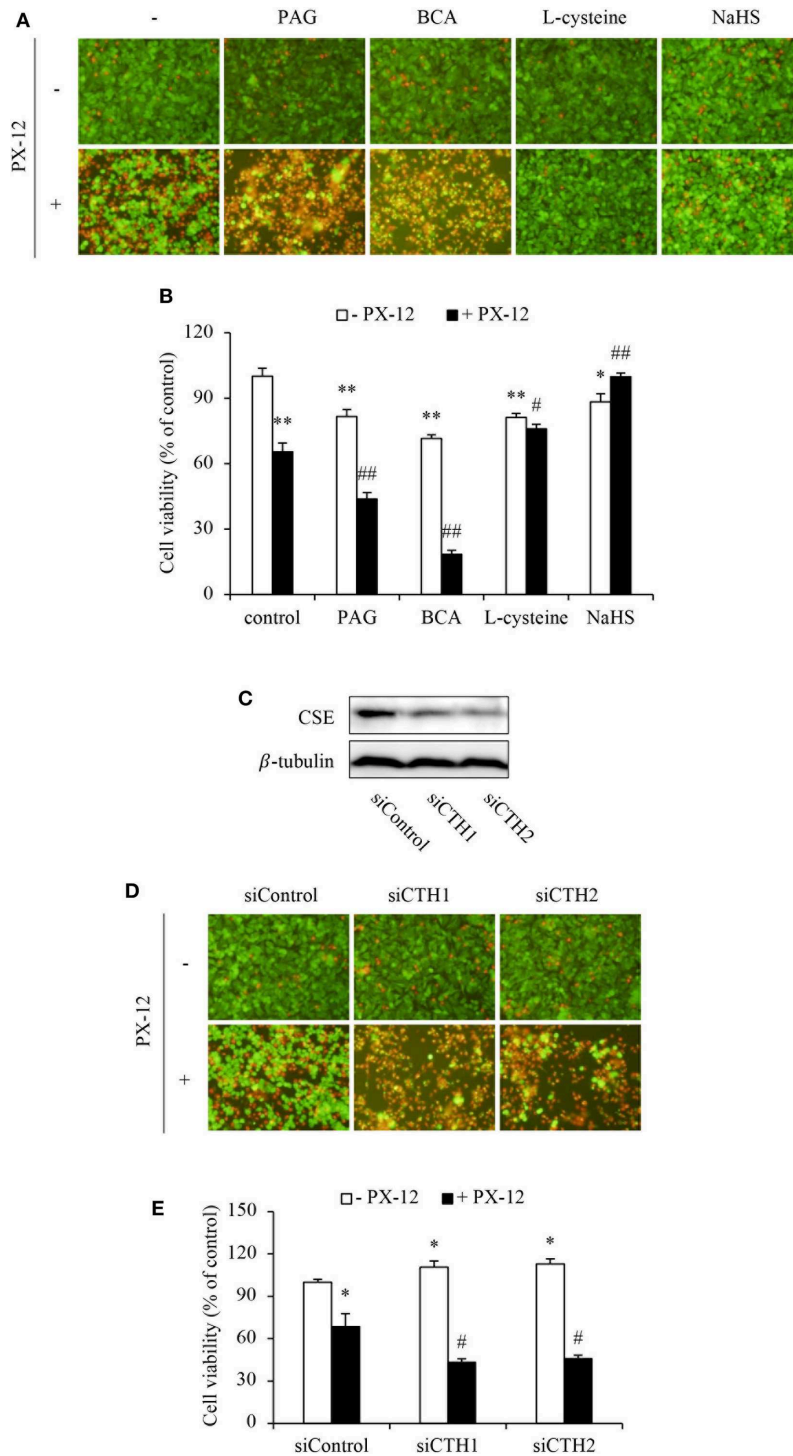 A
- PAG BCA L-cysteine NaHS
PX-12
-
+
B
- PX-12 + PX-12
Cell viability (% of control)
120
90
60
30
0
**
**
##
**
##
**
#
*
##
control PAG BCA L-cysteine NaHS
C
CSE
β-tubulin
siControl siCTH1 siCTH2
D
siControl siCTH1 siCTH2
PX-12
-
+
E
- PX-12 + PX-12
Cell viability (% of control)
150
120
90
60
30
0
*
*
#
*
#
siControl siCTH1 siCTH2